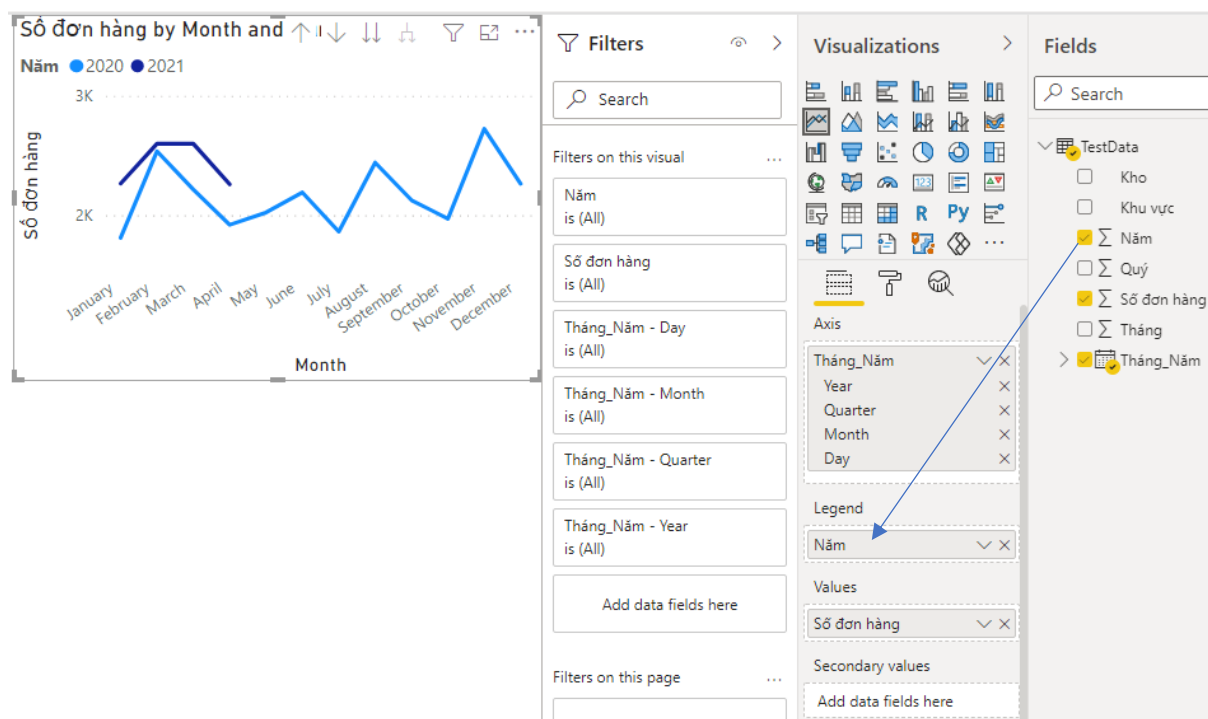 Số đơn hàng by Month and
Năm 2020 2021
3K
2K
Số đơn hàng
January
February
March
April
May
June
July
August
September
October
November
December
Month
Filters
Search
Filters on this visual
...
Năm
is (All)
Số đơn hàng
is (All)
Tháng_Năm - Day
is (All)
Tháng_Năm - Month
is (All)
Tháng_Năm - Quarter
is (All)
Tháng_Năm - Year
is (All)
Add data fields here
Filters on this page
...
Visualizations
123
R
Py
...
Axis
Tháng_Năm
Year
Quarter
Month
Day
Legend
Năm
Values
Số đơn hàng
Secondary values
Add data fields here
Fields
Search
TestData
Kho
Khu vực
∑ Năm
∑ Quý
∑ Số đơn hàng
∑ Tháng
Tháng_Năm